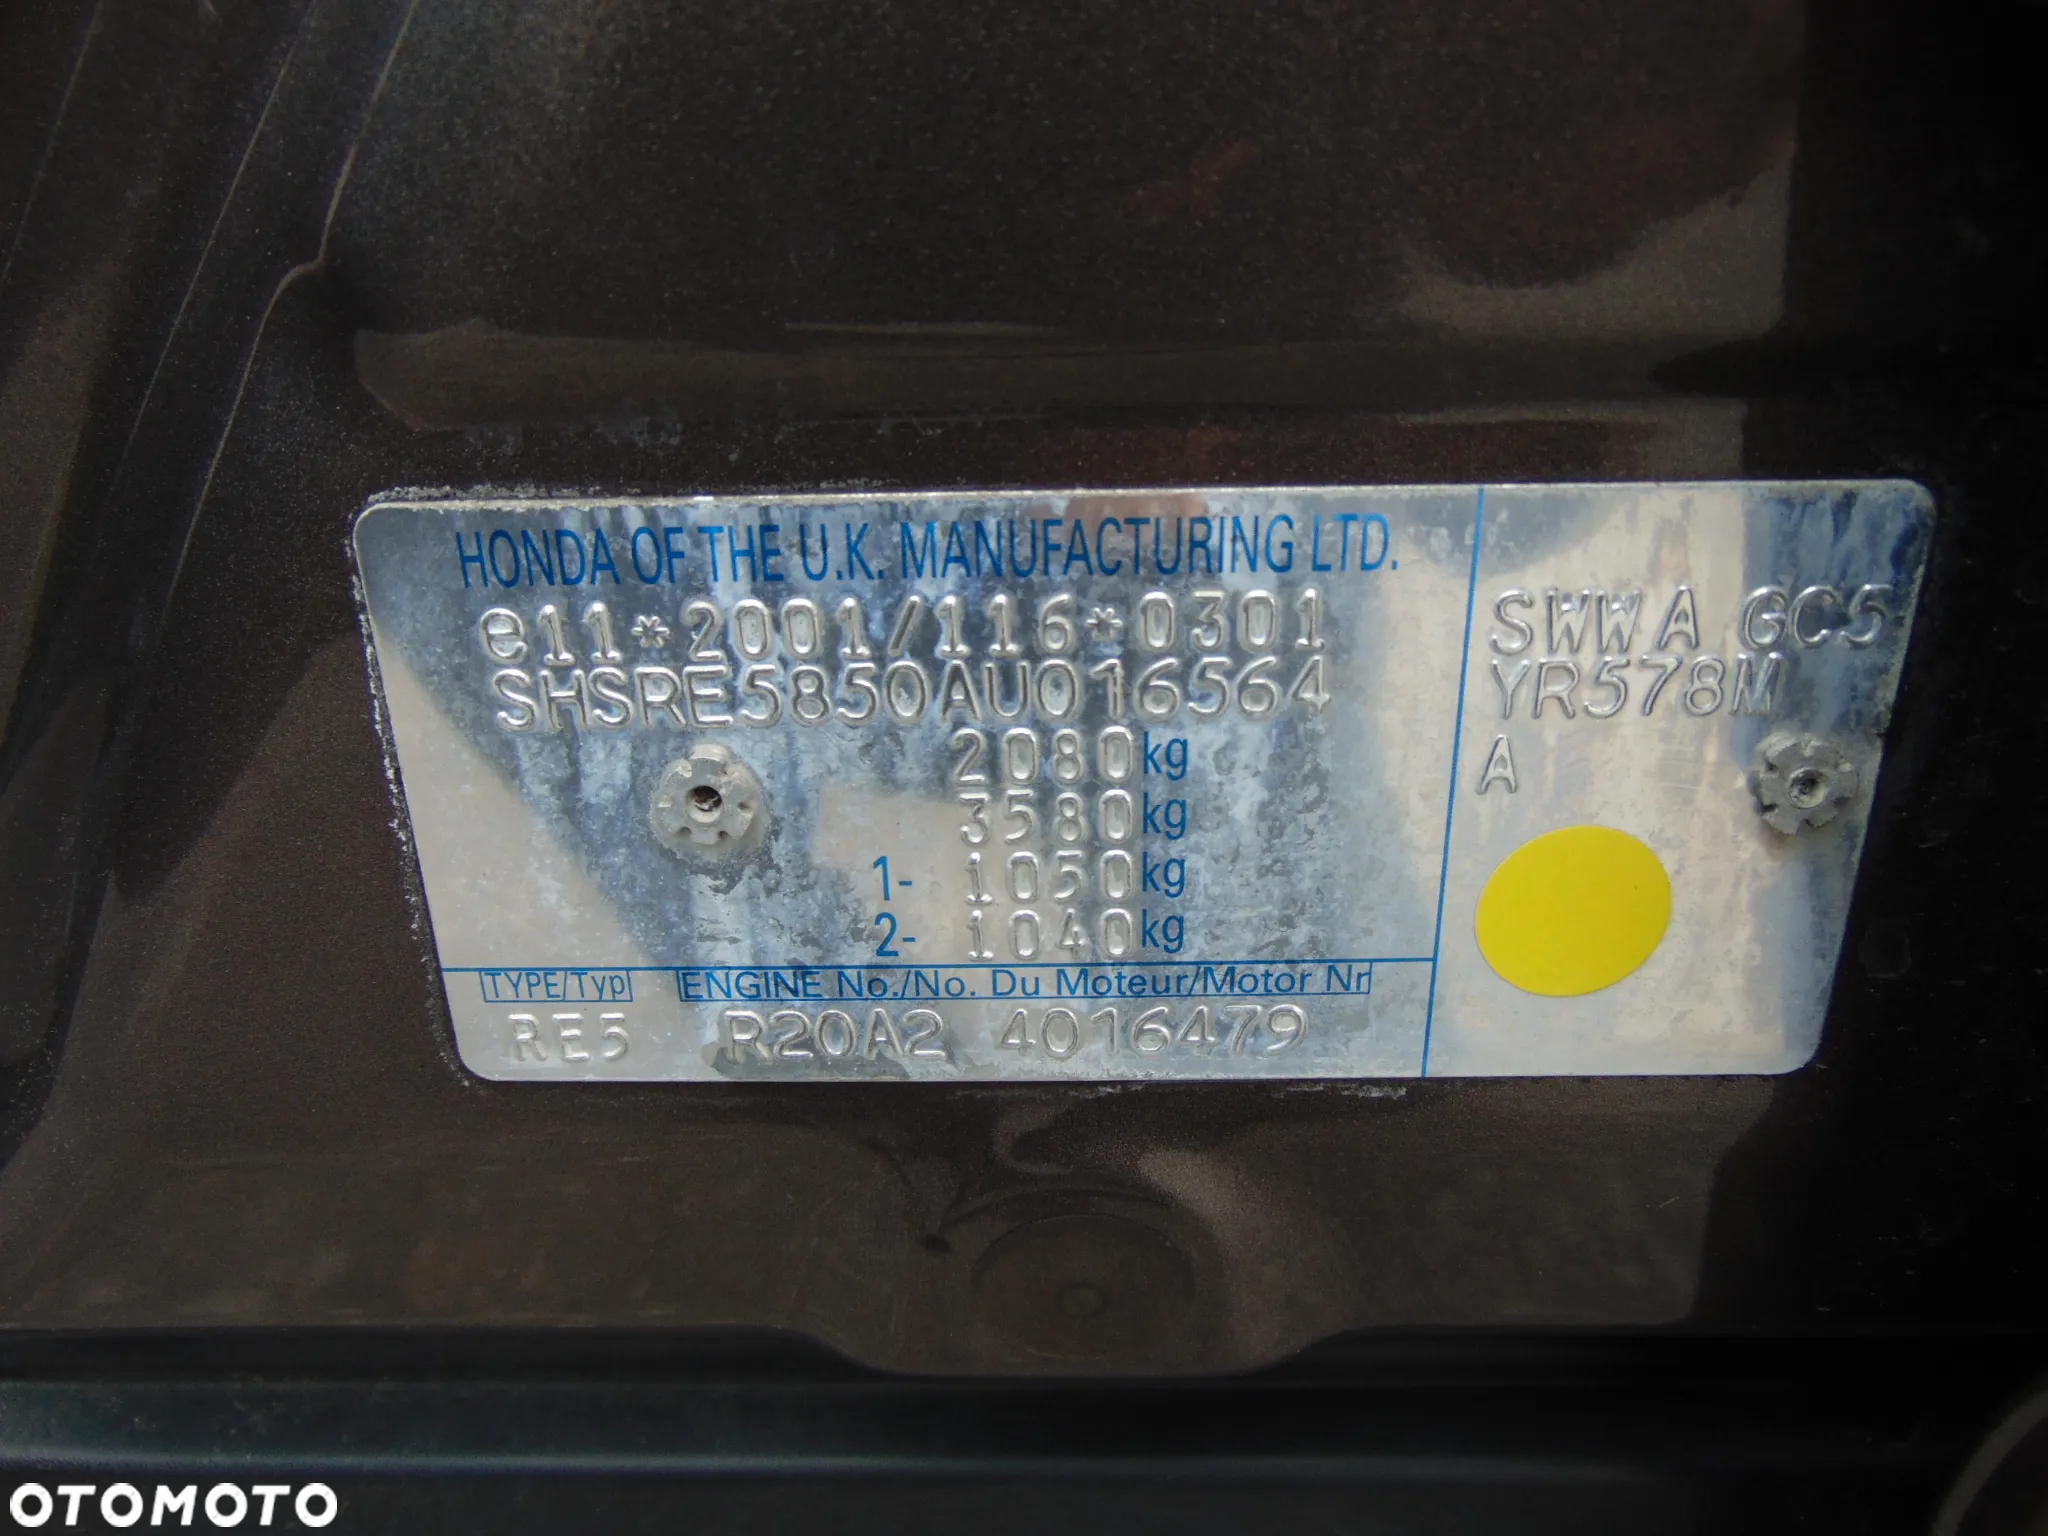 HONDA OF THE U.K. MANUFACTURING LTD.
e11*2001/116*0301
SHSRE5850AU016564
2080kg
3580kg
1- 1050kg
2- 1040kg
TYPE/Typ ENGINE No./No. Du Moteur/Motor Nr
RE5 R20A2 4016479
SWWA GC5
YR578M
A
OTOMOTO